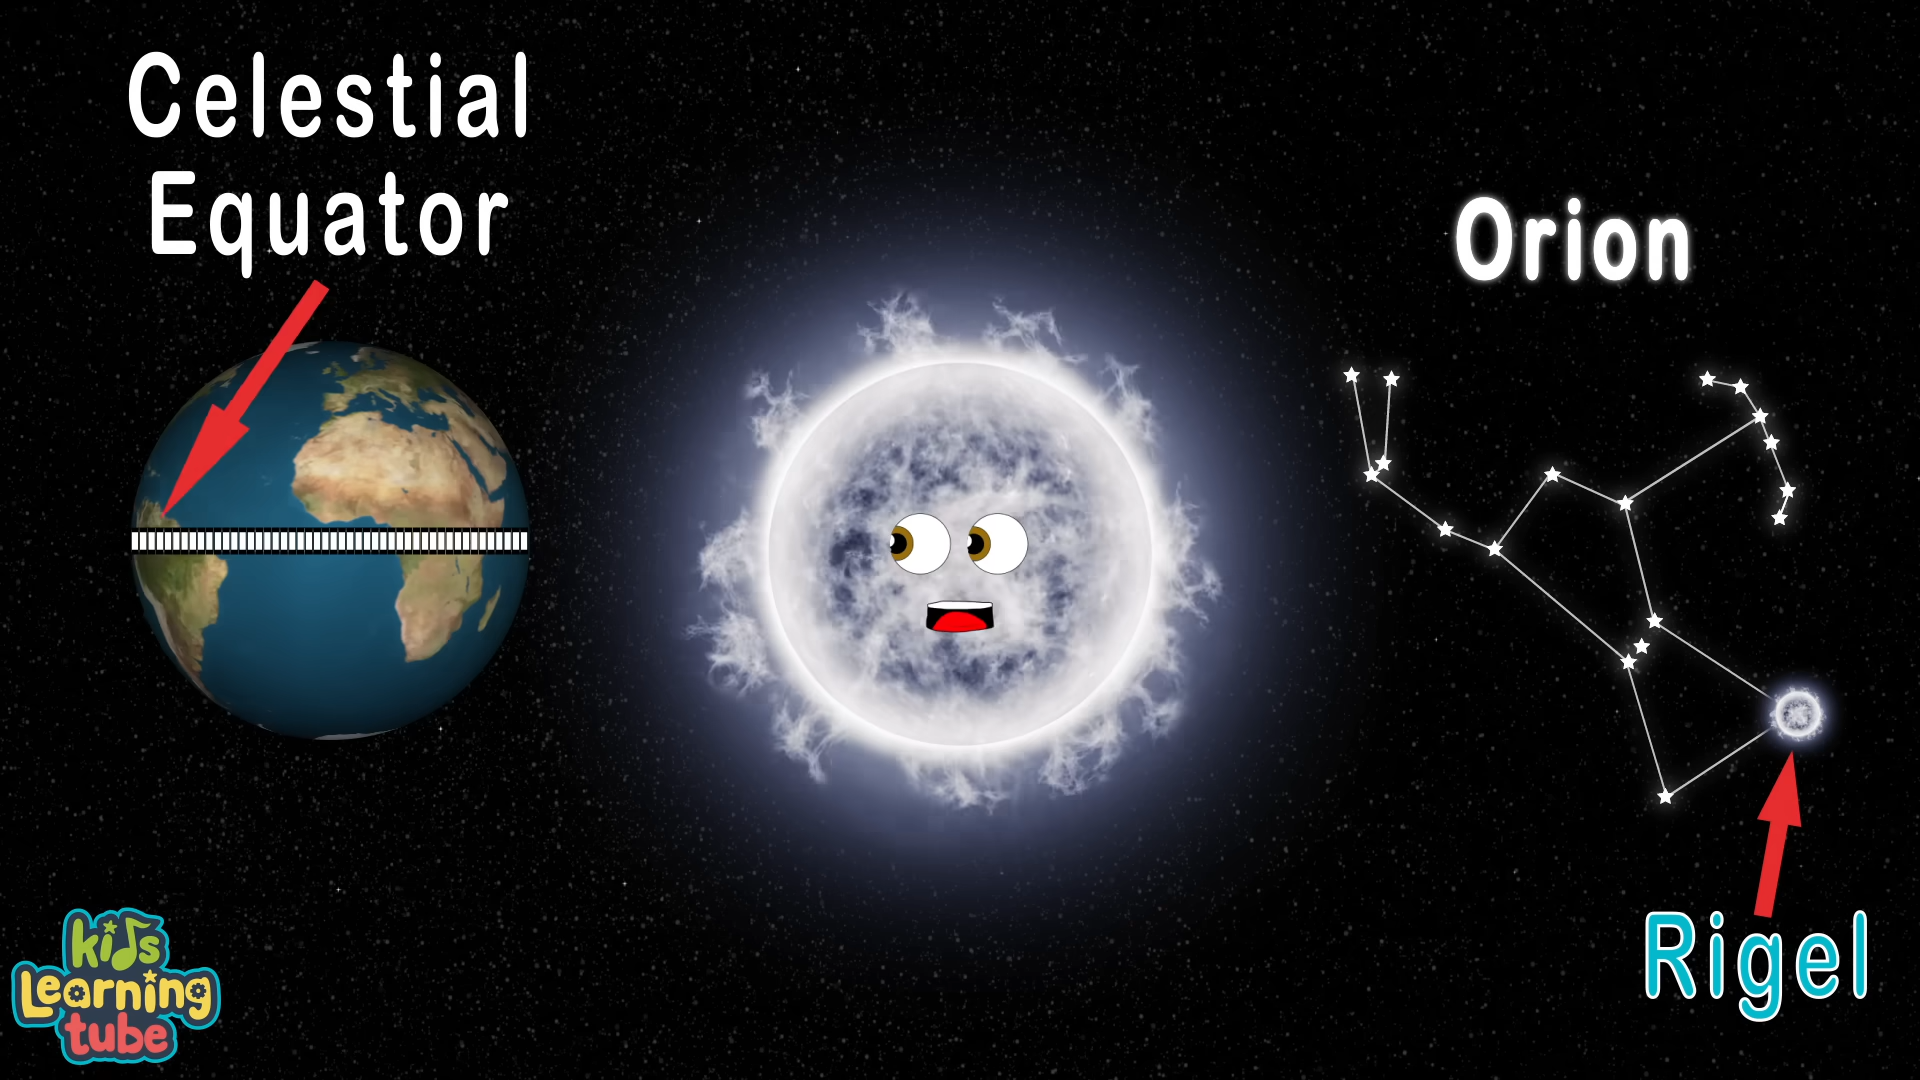 Celestial
Equator
Orion
Rigel
kids
Learning
tube